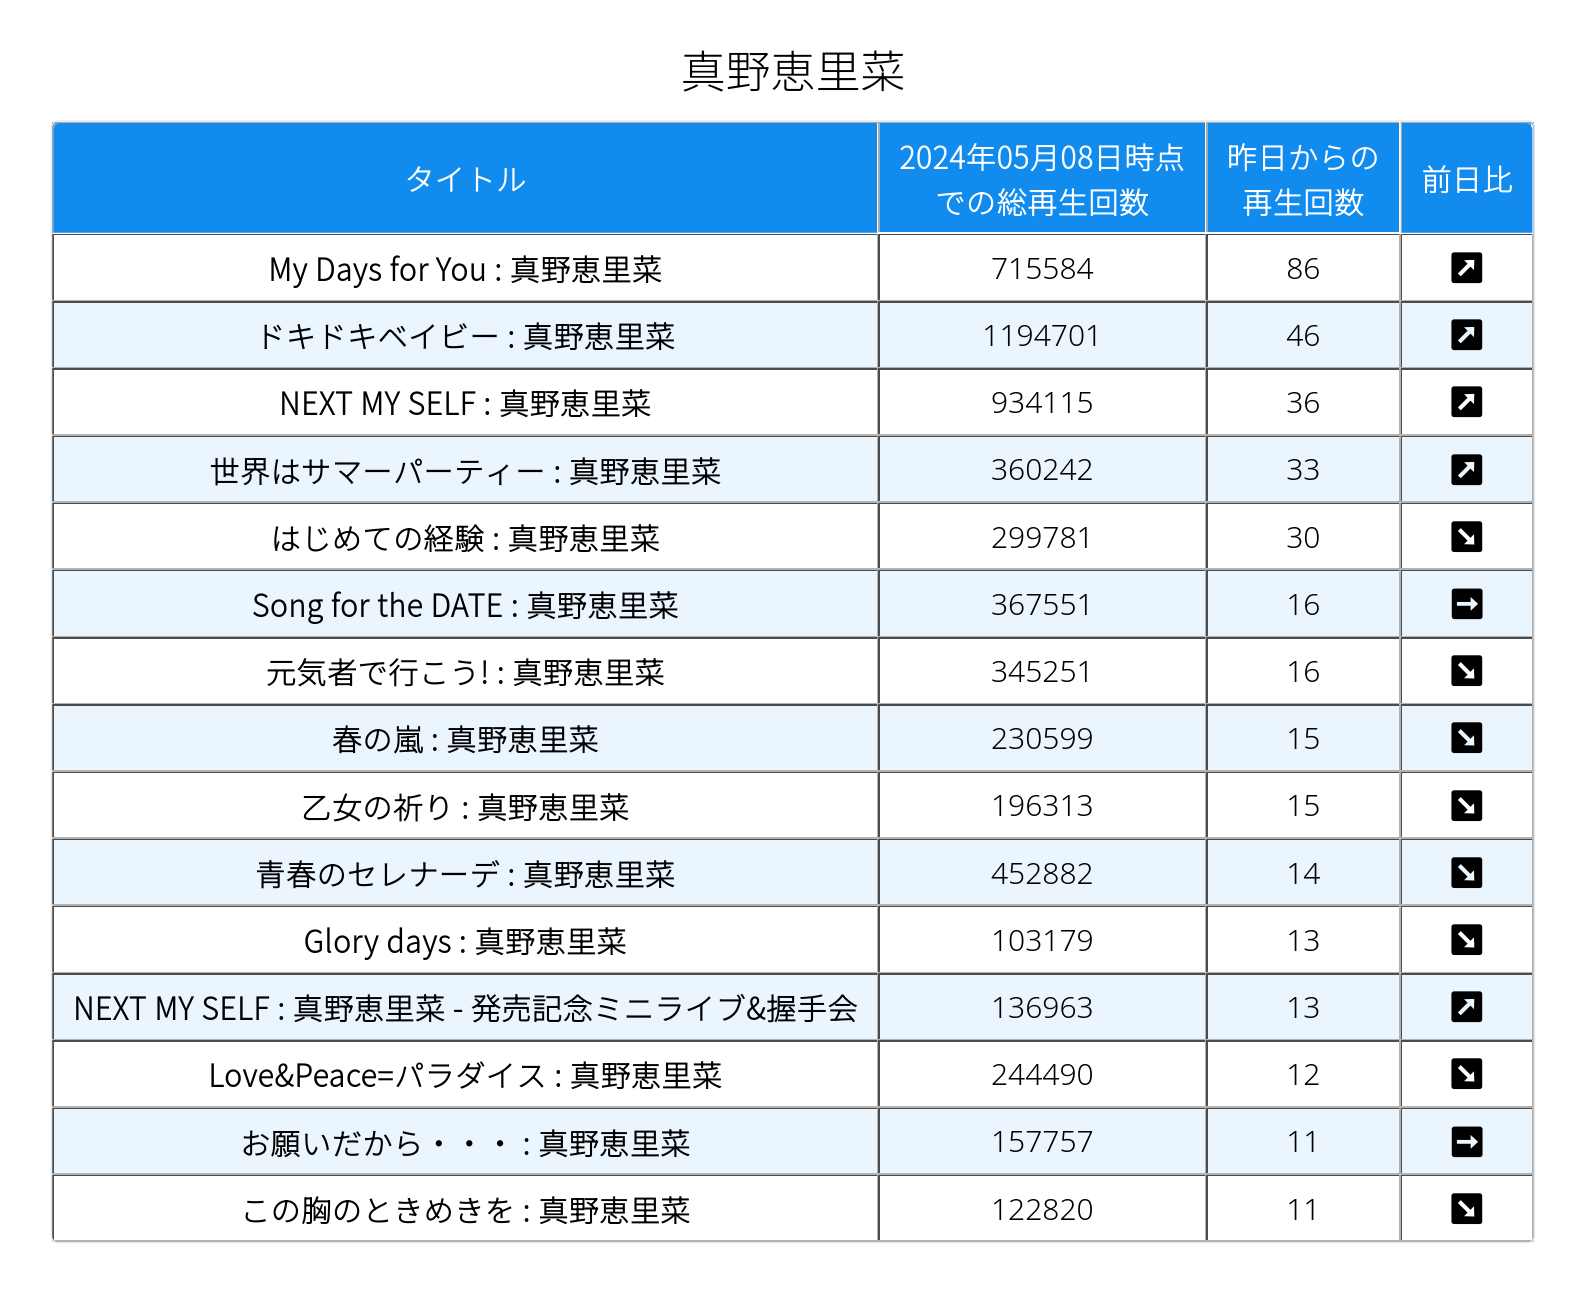 真野恵里菜
タイトル
2024年05月08日時点
での総再生回数
昨日からの
再生回数
前日比
My Days for You : 真野恵里菜 715584 86 ↗
ドキドキベイビー : 真野恵里菜 1194701 46 ↗
NEXT MY SELF : 真野恵里菜 934115 36 ↗
世界はサマーパーティー : 真野恵里菜 360242 33 ↗
はじめての経験 : 真野恵里菜 299781 30 ↘
Song for the DATE : 真野恵里菜 367551 16 →
元気者で行こう! : 真野恵里菜 345251 16 ↘
春の嵐 : 真野恵里菜 230599 15 ↘
乙女の祈り : 真野恵里菜 196313 15 ↘
青春のセレナーデ : 真野恵里菜 452882 14 ↘
Glory days : 真野恵里菜 103179 13 ↘
NEXT MY SELF : 真野恵里菜 - 発売記念ミニライブ&握手会 136963 13 ↗
Love&Peace=パラダイス : 真野恵里菜 244490 12 ↘
お願いだから・・・ : 真野恵里菜 157757 11 →
この胸のときめきを : 真野恵里菜 122820 11 ↘